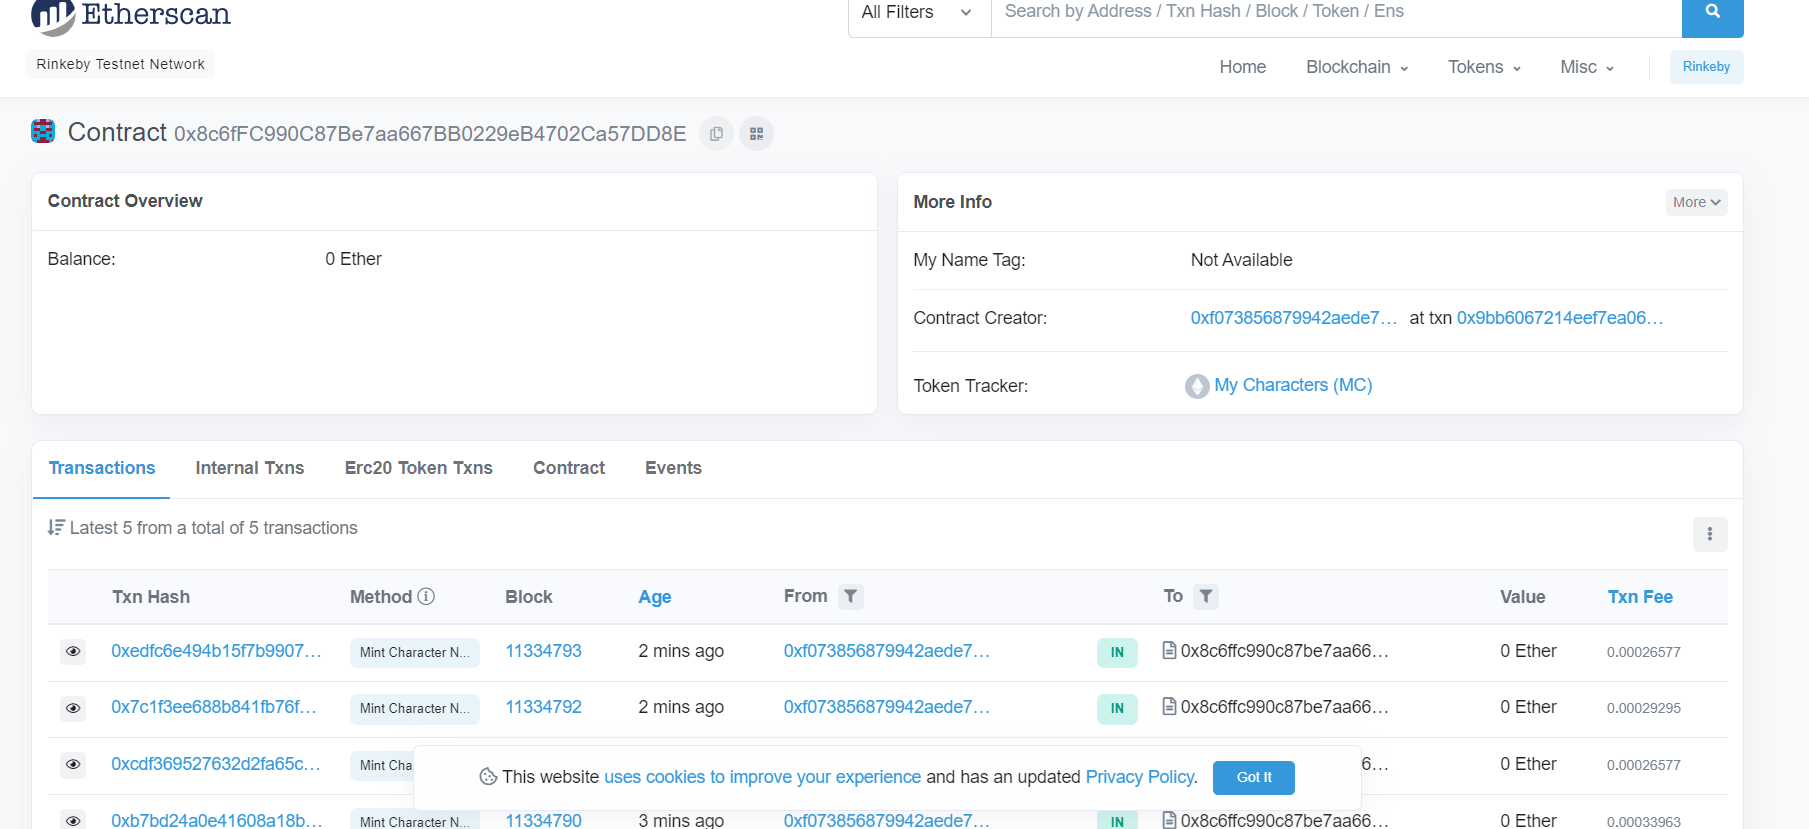 Etherscan
All Filters
Search by Address / Txn Hash / Block / Token / Ens
Rinkeby Testnet Network
Home Blockchain Tokens Misc Rinkeby
Contract 0x8c6fFC990C87Be7aa667BB0229eB4702Ca57DD8E
Contract Overview
Balance: 0 Ether
More Info More
My Name Tag: Not Available
Contract Creator: 0xf073856879942aede7... at txn 0x9bb6067214eef7ea06...
Token Tracker: My Characters (MC)
Transactions Internal Txns Erc20 Token Txns Contract Events
Latest 5 from a total of 5 transactions
Txn Hash Method Block Age From To Value Txn Fee
0xedfc6e494b15f7b9907... Mint Character N... 11334793 2 mins ago 0xf073856879942aede7... IN 0x8c6ffc990c87be7aa66... 0 Ether 0.00026577
0x7c1f3ee688b841fb76f... Mint Character N... 11334792 2 mins ago 0xf073856879942aede7... IN 0x8c6ffc990c87be7aa66... 0 Ether 0.00029295
0xcdf369527632d2fa65c... Mint Cha 6... 0 Ether 0.00026577
This website uses cookies to improve your experience and has an updated Privacy Policy. Got It
0xb7bd24a0e41608a18b... Mint Character N... 11334790 3 mins ago 0xf073856879942aede7... IN 0x8c6ffc990c87be7aa66... 0 Ether 0.00033963